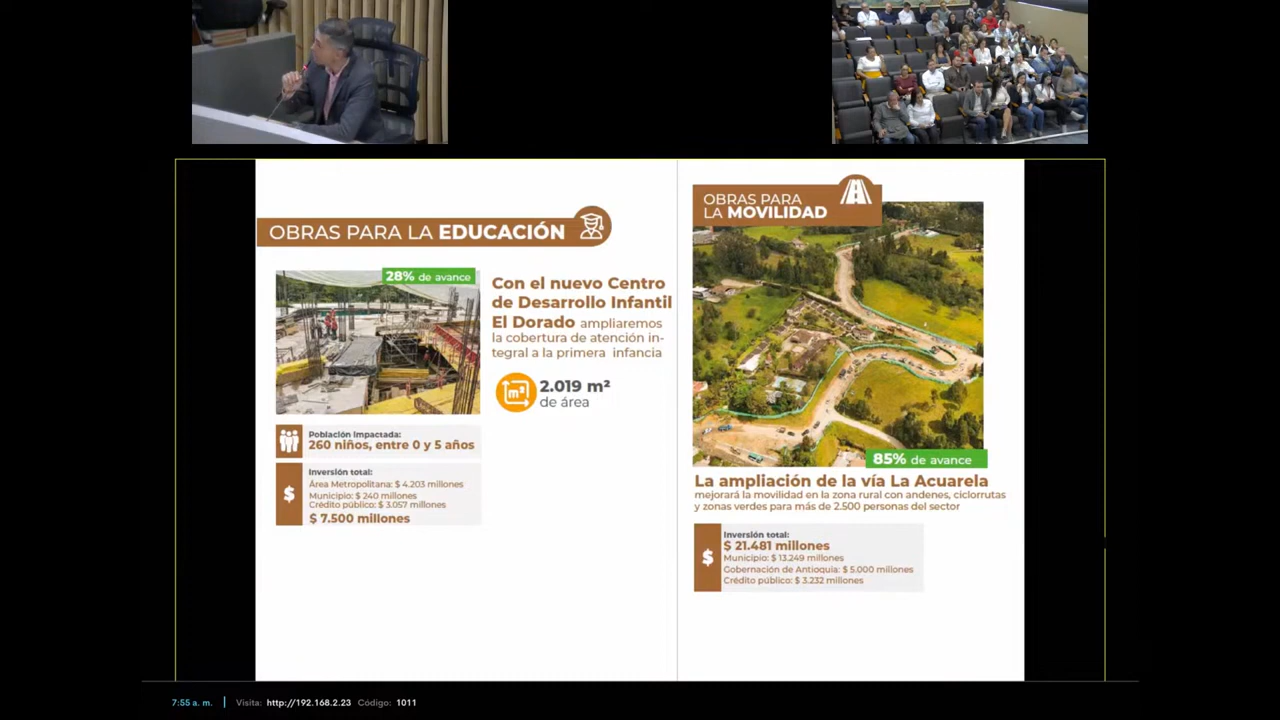 OBRAS PARA LA EDUCACIÓN
28% de avance
Con el nuevo Centro
de Desarrollo Infantil
El Dorado ampliaremos
la cobertura de atención in-
tegral a la primera infancia
m²
2.019 m²
de área
Población impactada:
260 niños, entre 0 y 5 años
$
Inversión total:
Área Metropolitana: $ 4.203 millones
Municipio: $ 240 millones
Crédito público: $ 3.057 millones
$ 7.500 millones
OBRAS PARA
LA MOVILIDAD
85% de avance
La ampliación de la vía La Acuarela
mejorará la movilidad en la zona rural con andenes, ciclorrutas
y zonas verdes para más de 2.500 personas del sector
$
Inversión total:
$ 21.481 millones
Municipio: $ 13.249 millones
Gobernación de Antioquia: $ 5.000 millones
Crédito público: $ 3.232 millones
7:55 a. m. | Visita: http://192.168.2.23 Código: 1011